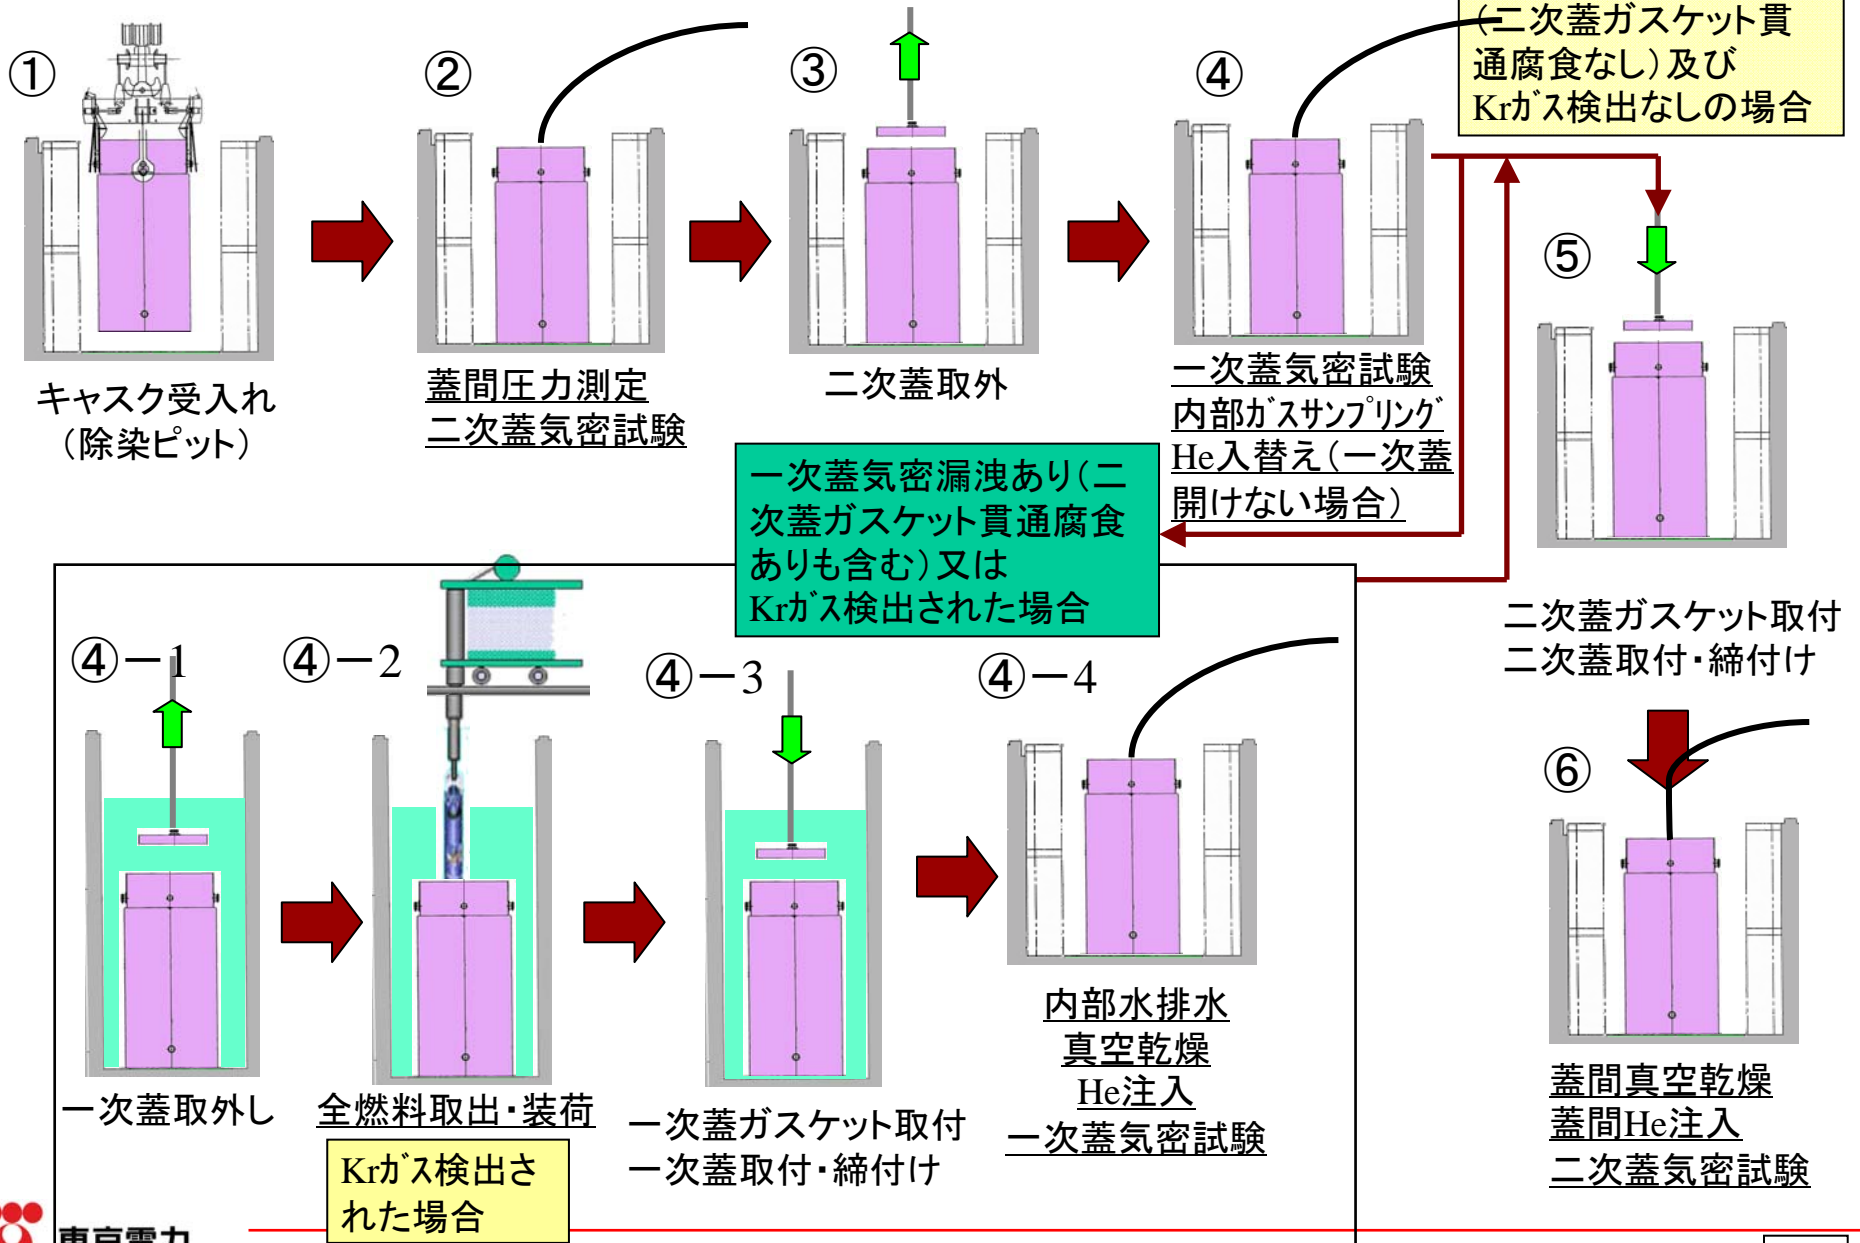 ①
キャスク受入れ
（除染ピット）
②
蓋間圧力測定
二次蓋気密試験
③
二次蓋取外
④
一次蓋気密試験
内部ｶﾞｽｻﾝﾌﾟﾘﾝｸﾞ
He入替え（一次蓋
開けない場合）
（二次蓋ガスケット貫
通腐食なし）及び
Krｶﾞｽ検出なしの場合
⑤
二次蓋ガスケット取付
二次蓋取付・締付け
一次蓋気密漏洩あり（二
次蓋ガスケット貫通腐食
ありも含む）又は
Krｶﾞｽ検出された場合
④－1
一次蓋取外し
④－2
全燃料取出・装荷
Krｶﾞｽ検出さ
れた場合
④－3
一次蓋ガスケット取付
一次蓋取付・締付け
④－4
内部水排水
真空乾燥
He注入
一次蓋気密試験
⑥
蓋間真空乾燥
蓋間He注入
二次蓋気密試験
東京電力